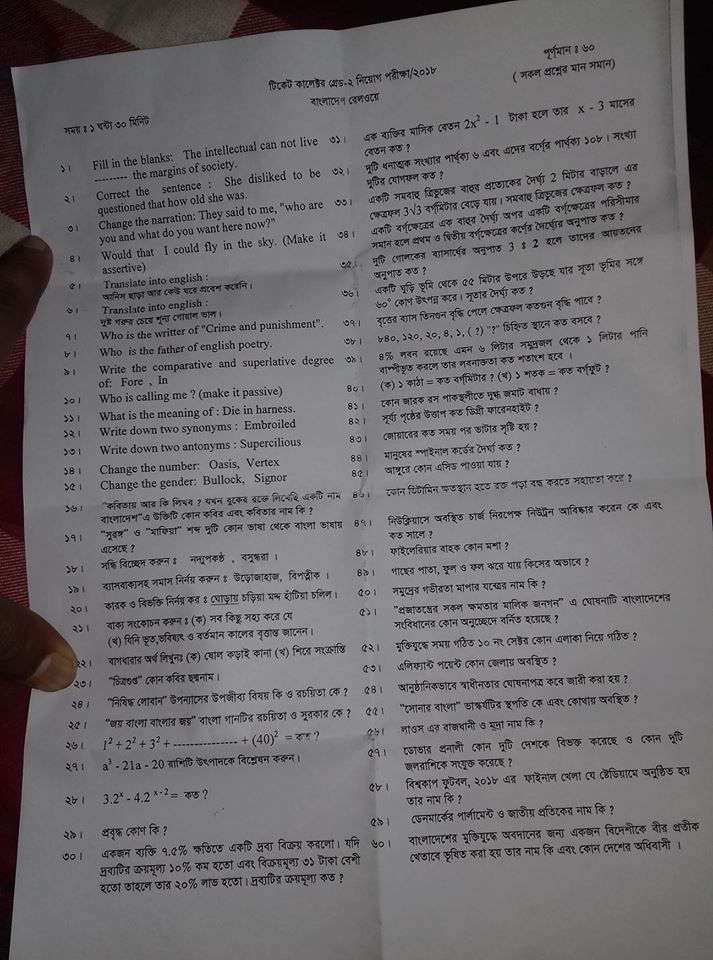 পূর্ণমান ঃ ৬০
টিকেট কালেক্টর গ্রেড-২ নিয়োগ পরীক্ষা/২০১৮
( সকল প্রশ্নের মান সমান)
বাংলাদেশ রেলওয়ে
সময় ঃ ১ ঘন্টা ৩০ মিনিট
১। Fill in the blanks: The intellectual can not live
--------- the margins of society.
২। Correct the sentence : She disliked to be
questioned that how old she was.
৩। Change the narration: They said to me, "who are
you and what do you want here now?"
৪। Would that I could fly in the sky. (Make it
assertive)
৫। Translate into english :
আনিস ছাড়া আর কেউ ঘরে প্রবেশ করেনি।
৬। Translate into english :
দুষ্ট গরুর চেয়ে শূন্য গোয়াল ভাল।
৭। Who is the writter of "Crime and punishment".
৮। Who is the father of english poetry.
৯। Write the comparative and superlative degree
of: Fore , In
১০। Who is calling me ? (make it passive)
১১। What is the meaning of : Die in harness.
১২। Write down two synonyms : Embroiled
১৩। Write down two antonyms : Supercilious
১৪। Change the number: Oasis, Vertex
১৫। Change the gender: Bullock, Signor
১৬। "কবিতায় আর কি লিখব ? যখন বুকের রক্তে লিখেছি একটি নাম
বাংলাদেশ"এ উক্তিটি কোন কবির এবং কবিতার নাম কি ?
১৭। "সুরঙ্গ" ও "মাফিয়া" শব্দ দুটি কোন ভাষা থেকে বাংলা ভাষায়
এসেছে ?
১৮। সন্ধি বিচ্ছেদ করুন ঃ নদ্যুপকন্ঠ , বসুন্ধরা ।
১৯। ব্যাসবাক্যসহ সমাস নির্নয় করুন ঃ উড়োজাহাজ, বিপত্নীক ।
২০। কারক ও বিভক্তি নির্নয় কর ঃ ঘোড়ায় চড়িয়া মর্দ হাঁটিয়া চলিল।
২১। বাক্য সংকোচন করুন ঃ (ক) সব কিছু সহ্য করে যে
(খ) যিনি ভূত,ভবিষ্যৎ ও বর্তমান কালের বৃত্তান্ত জানেন।
২২। বাগধারার অর্থ লিখুনঃ (ক) ষোল কড়াই কানা (খ) শিরে সংক্রান্তি
২৩। "চিত্রগুপ্ত" কোন কবির ছদ্মনাম।
২৪। "নিষিদ্ধ লোবান" উপন্যাসের উপজীব্য বিষয় কি ও রচয়িতা কে ?
২৫। "জয় বাংলা বাংলার জয়" বাংলা গানটির রচয়িতা ও সুরকার কে ?
২৬। 1² + 2² + 3² + --------------- + (40)² = কত ?
২৭। a³ - 21a - 20 রাশিটি উৎপাদকে বিশ্লেষন করুন।
২৮। 3.2ˣ - 4.2ˣ⁻² = কত ?
২৯। প্রবৃদ্ধ কোণ কি ?
৩০। একজন ব্যক্তি ৭.৫% ক্ষতিতে একটি দ্রব্য বিক্রয় করলো। যদি
দ্রব্যটির ক্রয়মূল্য ১০% কম হতো এবং বিক্রয়মূল্য ৩১ টাকা বেশী
হতো তাহলে তার ২০% লাভ হতো। দ্রব্যটির ক্রয়মূল্য কত ?
৩১। এক ব্যক্তির মাসিক বেতন 2x² - 1 টাকা হলে তার x - 3 মাসের
বেতন কত ?
৩২। দুটি ধনাত্মক সংখ্যার পার্থক্য ৬ এবং এদের বর্গের পার্থক্য ১০৮। সংখ্যা
দুটির যোগফল কত ?
৩৩। একটি সমবাহু ত্রিভুজের বাহুর প্রত্যেকের দৈর্ঘ্য 2 মিটার বাড়ালে এর
ক্ষেত্রফল 3√3 বর্গমিটার বেড়ে যায়। সমবাহু ত্রিভুজের ক্ষেত্রফল কত ?
৩৪। একটি বর্গক্ষেত্রের এক বাহুর দৈর্ঘ্য অপর একটি বর্গক্ষেত্রের পরিসীমার
সমান হলে প্রথম ও দ্বিতীয় বর্গক্ষেত্রের কর্ণের দৈর্ঘ্যের অনুপাত কত ?
৩৫। দুটি গোলকের ব্যাসার্ধের অনুপাত 3 ঃ 2 হলে তাদের আয়তনের
অনুপাত কত ?
৩৬। একটি ঘুড়ি ভূমি থেকে ৫৫ মিটার উপরে উড়ছে যার সূতা ভূমির সঙ্গে
৬০° কোণ উৎপন্ন করে। সূতার দৈর্ঘ্য কত ?
৩৭। বৃত্তের ব্যাস তিনগুন বৃদ্ধি পেলে ক্ষেত্রফল কতগুন বৃদ্ধি পাবে ?
৩৮। ৮৪০, ১২০, ২০, ৪, ১, ( ?) "?" চিহ্নিত স্থানে কত বসবে ?
৩৯। ৪% লবন রয়েছে এমন ৬ লিটার সমুদ্রজল থেকে ১ লিটার পানি
বাষ্পীভূত করলে তার লবনাক্ততা কত শতাংশ হবে ।
৪০। (ক) ১ কাঠা = কত বর্গমিটার ? (খ) ১ শতক = কত বর্গফুট ?
৪১। কোন জারক রস পাকস্থলীতে দুগ্ধ জমাট বাধায় ?
৪২। সূর্য পৃষ্ঠের উত্তাপ কত ডিগ্রী ফারেনহাইট ?
৪৩। জোয়ারের কত সময় পর ভাটার সৃষ্টি হয় ?
৪৪। মানুষের স্পাইনাল কর্ডের দৈর্ঘ্য কত ?
৪৫। আঙ্গুরে কোন এসিড পাওয়া যায় ?
৪৬। কোন ভিটামিন ক্ষতস্থান হতে রক্ত পড়া বন্ধ করতে সহায়তা করে ?
৪৭। নিউক্লিয়াসে অবস্থিত চার্জ নিরপেক্ষ নিউট্রন আবিষ্কার করেন কে এবং
কত সালে ?
৪৮। ফাইলেরিয়ার বাহক কোন মশা ?
৪৯। গাছের পাতা, ফুল ও ফল ঝরে যায় কিসের অভাবে ?
৫০। সমুদ্রের গভীরতা মাপার যন্ত্রের নাম কি ?
৫১। "প্রজাতন্ত্রের সকল ক্ষমতার মালিক জনগন" এ ঘোষনাটি বাংলাদেশের
সংবিধানের কোন অনুচ্ছেদে বর্নিত হয়েছে ?
৫২। মুক্তিযুদ্ধে সময় গঠিত ১০ নং সেক্টর কোন এলাকা নিয়ে গঠিত ?
৫৩। এলিফ্যান্ট পয়েন্ট কোন জেলায় অবস্থিত ?
৫৪। আনুষ্ঠানিকভাবে স্বাধীনতার ঘোষনাপত্র কবে জারী করা হয় ?
৫৫। "সোনার বাংলা" ভাস্কর্যটির স্থপতি কে এবং কোথায় অবস্থিত ?
৫৬। লাওস এর রাজধানী ও মুদ্রা নাম কি ?
৫৭। ডোভার প্রনালী কোন দুটি দেশকে বিভক্ত করেছে ও কোন দুটি
জলরাশিকে সংযুক্ত করেছে ?
৫৮। বিশ্বকাপ ফুটবল, ২০১৮ এর ফাইনাল খেলা যে ষ্টেডিয়ামে অনুষ্ঠিত হয়
তার নাম কি ?
৫৯। ডেনমার্কের পার্লামেন্ট ও জাতীয় প্রতিকের নাম কি ?
৬০। বাংলাদেশের মুক্তিযুদ্ধে অবদানের জন্য একজন বিদেশীকে বীর প্রতীক
খেতাবে ভূষিত করা হয় তার নাম কি এবং কোন দেশের অধিবাসী ।